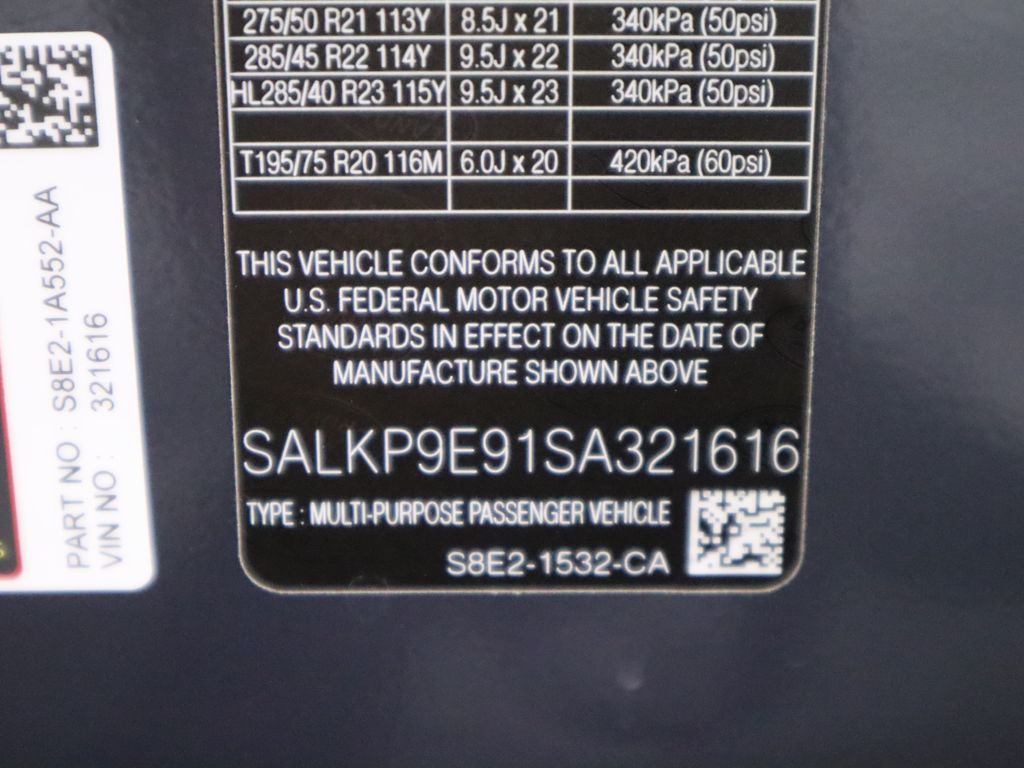 275/50 R21 113Y 8.5J x 21 340kPa (50psi)
285/45 R22 114Y 9.5J x 22 340kPa (50psi)
HL285/40 R23 115Y 9.5J x 23 340kPa (50psi)
T195/75 R20 116M 6.0J x 20 420kPa (60psi)
THIS VEHICLE CONFORMS TO ALL APPLICABLE
U.S. FEDERAL MOTOR VEHICLE SAFETY
STANDARDS IN EFFECT ON THE DATE OF
MANUFACTURE SHOWN ABOVE
SALKP9E91SA321616
TYPE : MULTI-PURPOSE PASSENGER VEHICLE
S8E2-1532-CA
PART NO : S8E2-1A552-AA
VIN NO : 321616